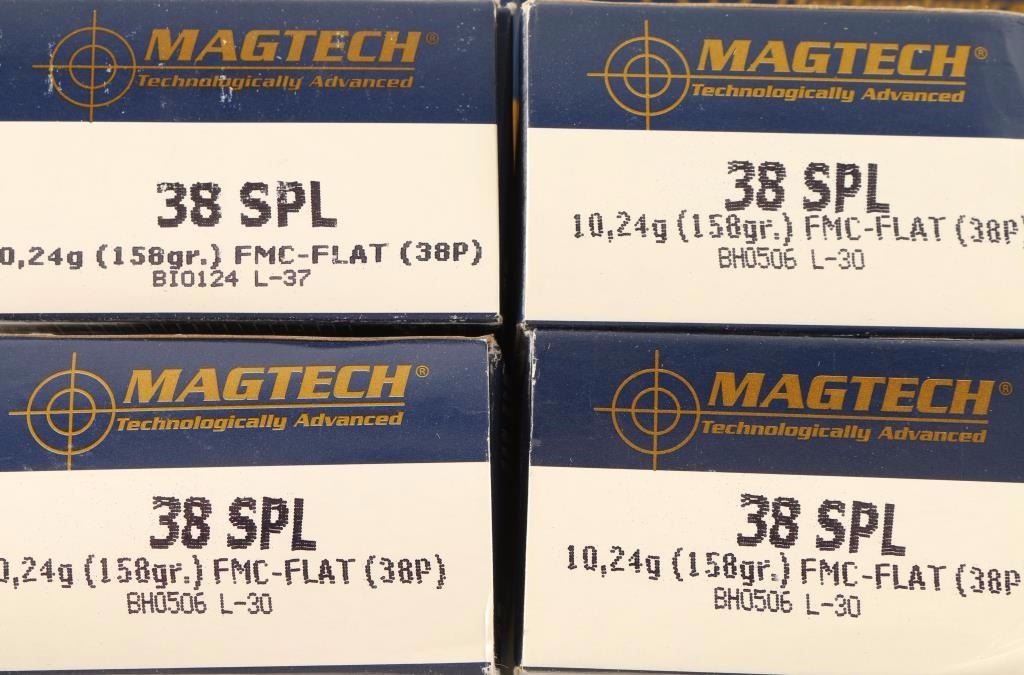 MAGTECH®
Technologically Advanced
38 SPL
0,24g (158gr.) FMC-FLAT (38P)
BI0124 L-37
MAGTECH®
Technologically Advanced
38 SPL
10,24g (158gr.) FMC-FLAT (38P)
BH0506 L-30
MAGTECH®
Technologically Advanced
38 SPL
0,24g (158gr.) FMC-FLAT (38P)
BH0506 L-30
MAGTECH®
Technologically Advanced
38 SPL
10,24g (158gr.) FMC-FLAT (38P
BH0506 L-30